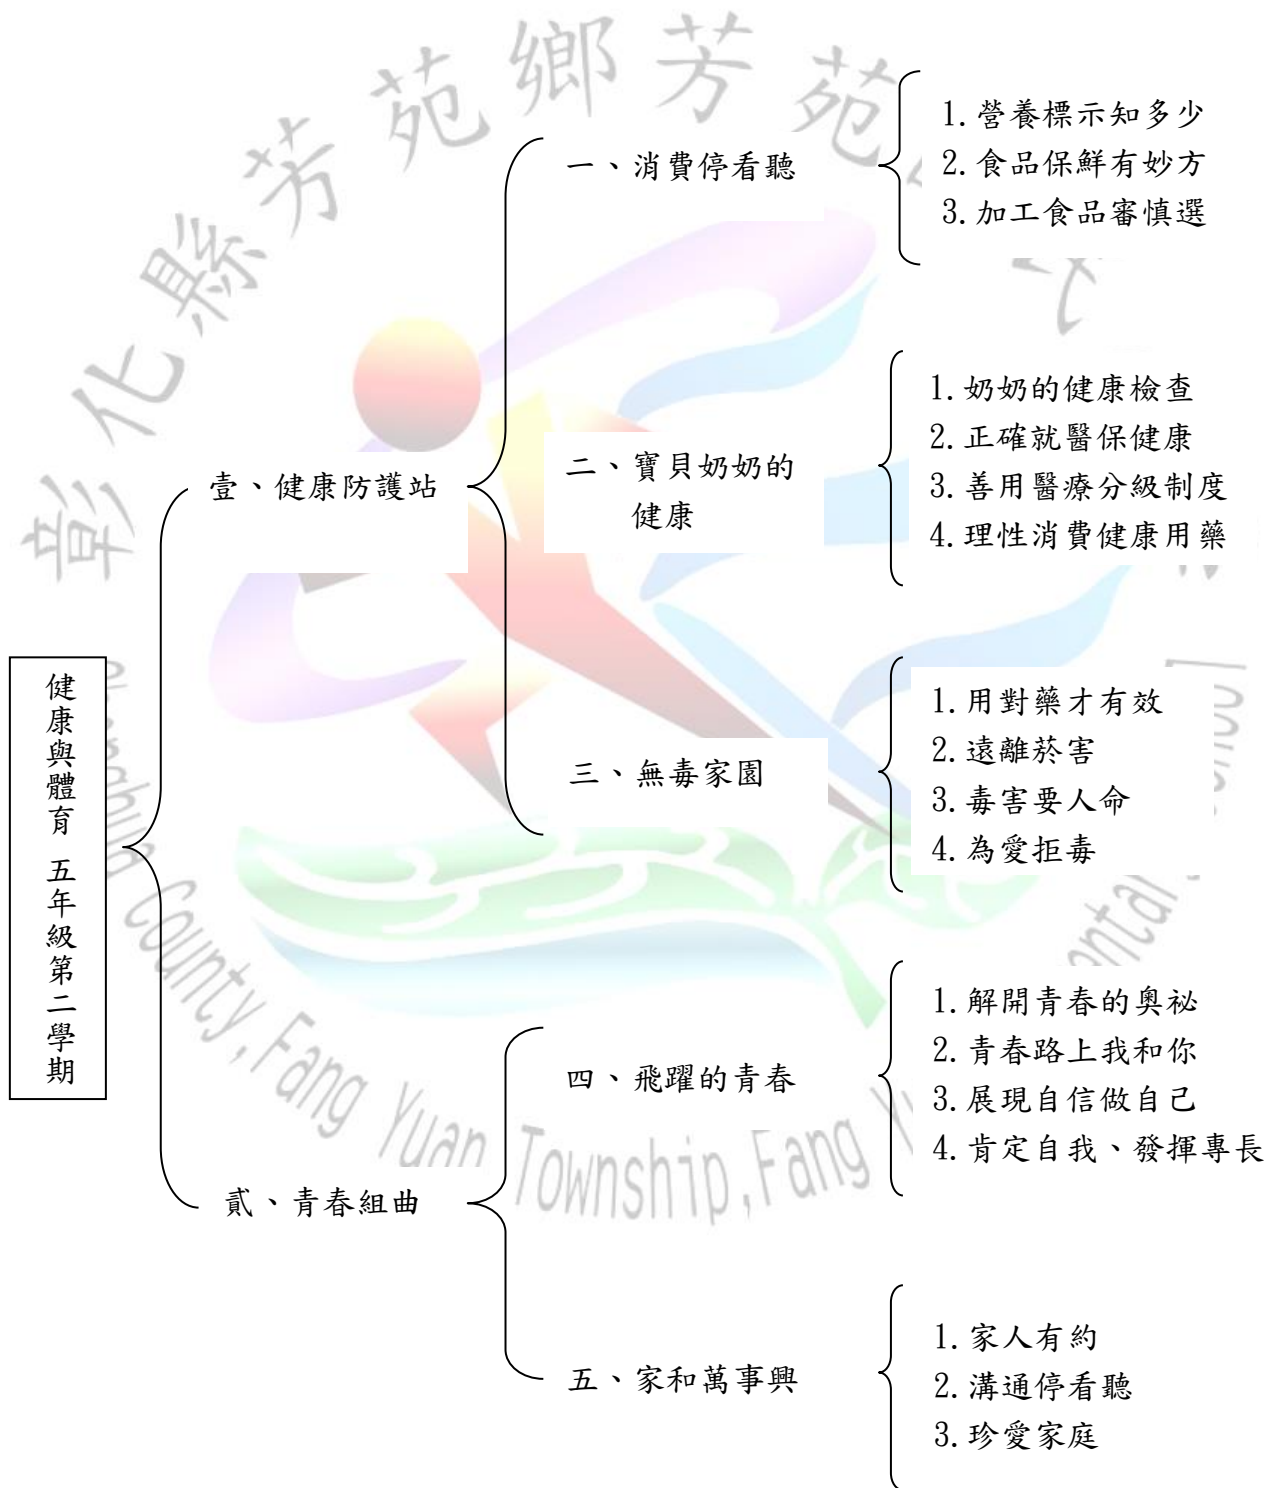 彰化縣芳苑鄉芳苑
County, Fang Yuan Township, Fang
健康與體育 五年級第二學期
壹、健康防護站
一、消費停看聽
1.營養標示知多少
2.食品保鮮有妙方
3.加工食品審慎選
二、寶貝奶奶的
健康
1.奶奶的健康檢查
2.正確就醫保健康
3.善用醫療分級制度
4.理性消費健康用藥
三、無毒家園
1.用對藥才有效
2.遠離菸害
3.毒害要人命
4.為愛拒毒
貳、青春組曲
四、飛躍的青春
1.解開青春的奧祕
2.青春路上我和你
3.展現自信做自己
4.肯定自我、發揮專長
五、家和萬事興
1.家人有約
2.溝通停看聽
3.珍愛家庭